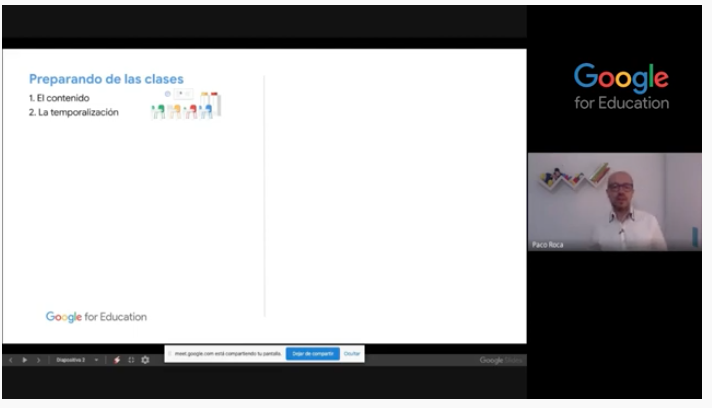 Preparando de las clases
1. El contenido
2. La temporalización
Google for Education
Google
for Education
Paco Roca
Diapositiva 2
meet.google.com está compartiendo tu pantalla.
Dejar de compartir
Ocultar
Google Slides